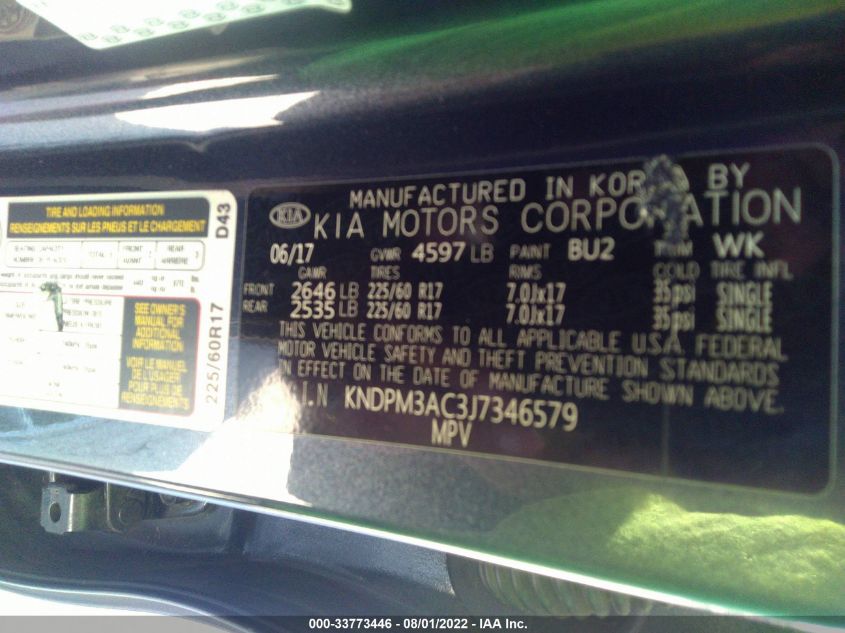 TIRE AND LOADING INFORMATION
RENSEIGNEMENTS SUR LES PNEUS ET LE CHARGEMENT
D43
SEE OWNER'S
MANUAL FOR
ADDITIONAL
INFORMATION
VOIR LE MANUEL
DE L'USAGER
POUR PLUS DE
RENSEIGNEMENTS
225/60R17
MANUFACTURED IN BY
KIA KIA MOTORS
06/17 GVWR 4597 LB PAINT BU2 WK
GAWR TIRES RIMS COLD TIRE INFL
FRONT 2646 LB 225/60 R17 7.0Jx17 35psi SINGLE
REAR 2535 LB 225/60 R17 7.0Jx17 35psi SINGLE
THIS VEHICLE CONFORMS TO ALL APPLICABLE U.S.A. FEDERAL
MOTOR VEHICLE SAFETY AND THEFT PREVENTION STANDARDS
IN EFFECT ON THE DATE OF MANUFACTURE SHOWN ABOVE.
I.N KNDPM3AC3J7346579
MPV
000-33773446 - 08/01/2022 - IAA Inc.